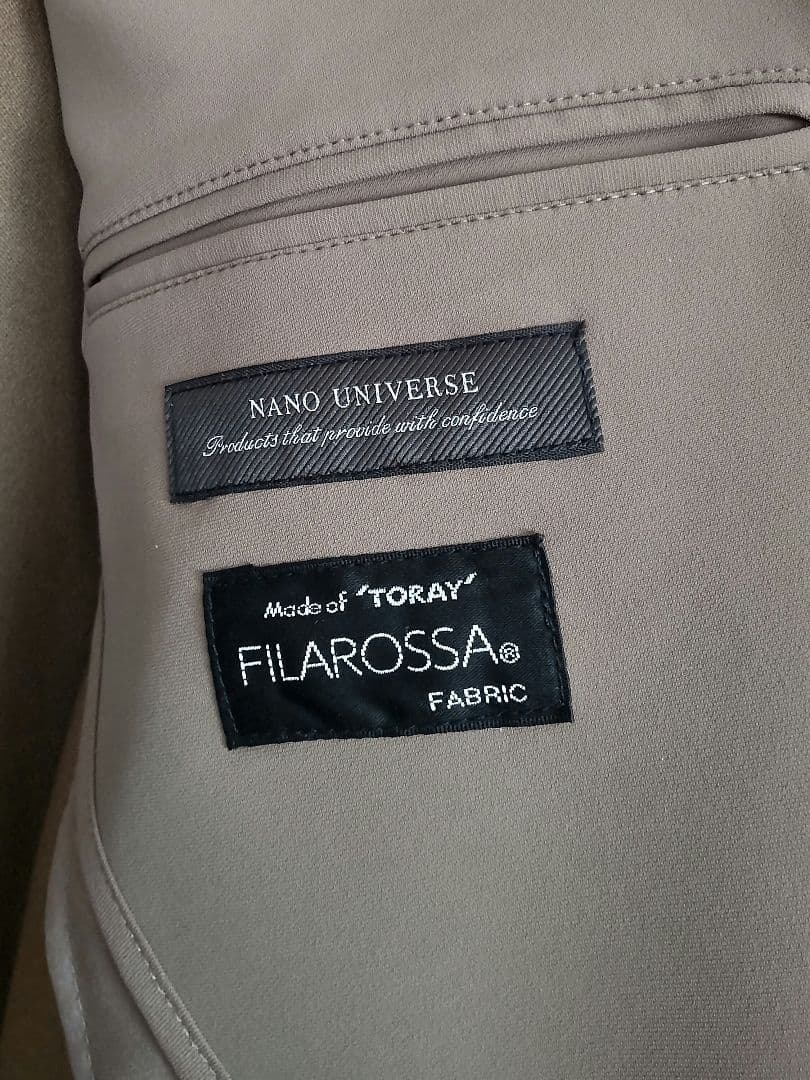 NANO UNIVERSE
Products that provide with confidence
Made of 'TORAY'
FILAROSSA®
FABRIC